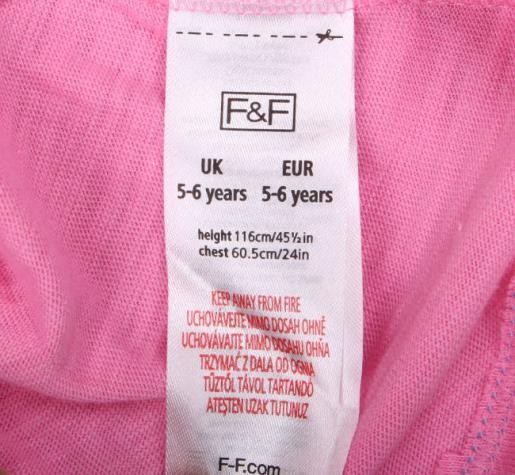 F&F
UK EUR
5-6 years 5-6 years
height 116cm/45½in
chest 60.5cm/24in
KEEP AWAY FROM FIRE
UCHOVÁVEJTE MIMO DOSAH OHNĚ
UCHOVÁVAJTE MIMO DOSAHU OHŇA
TRZYMAĆ Z DALA OD OGNIA
TŰZTŐL TÁVOL TARTANDÓ
ATEŞTEN UZAK TUTUNUZ
F-F.com